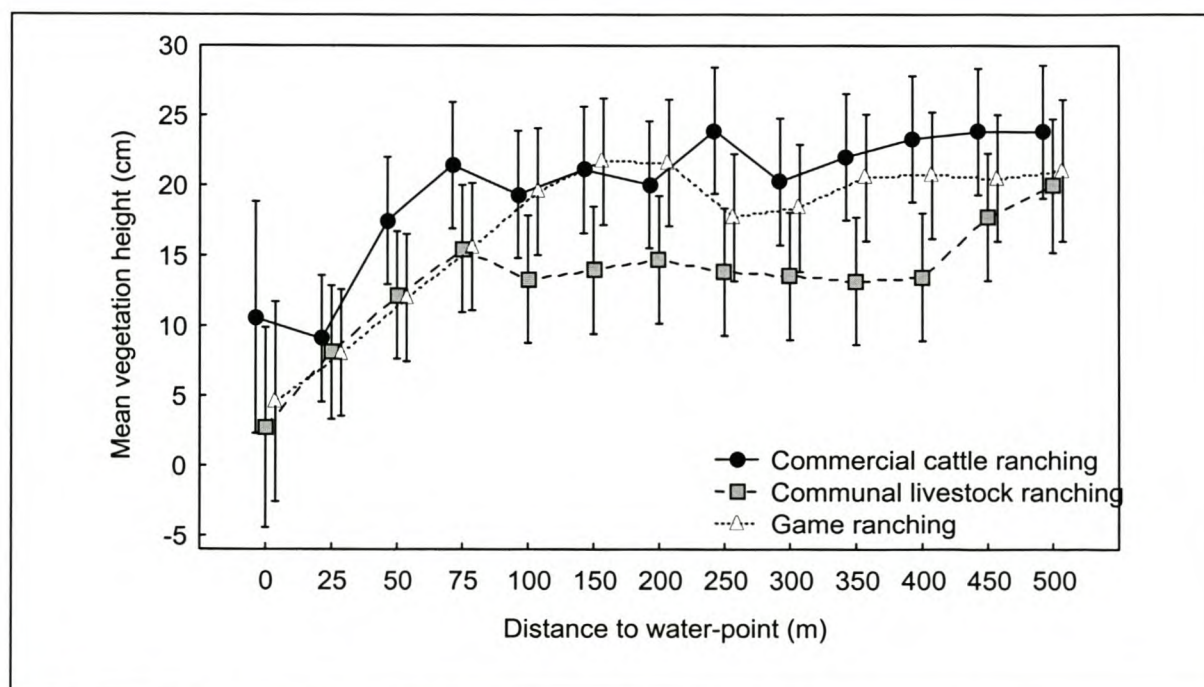 30
25
20
15
10
5
0
-5
Mean vegetation height (cm)
Commercial cattle ranching
Communal livestock ranching
Game ranching
0 25 50 75 100 150 200 250 300 350 400 450 500
Distance to water-point (m)